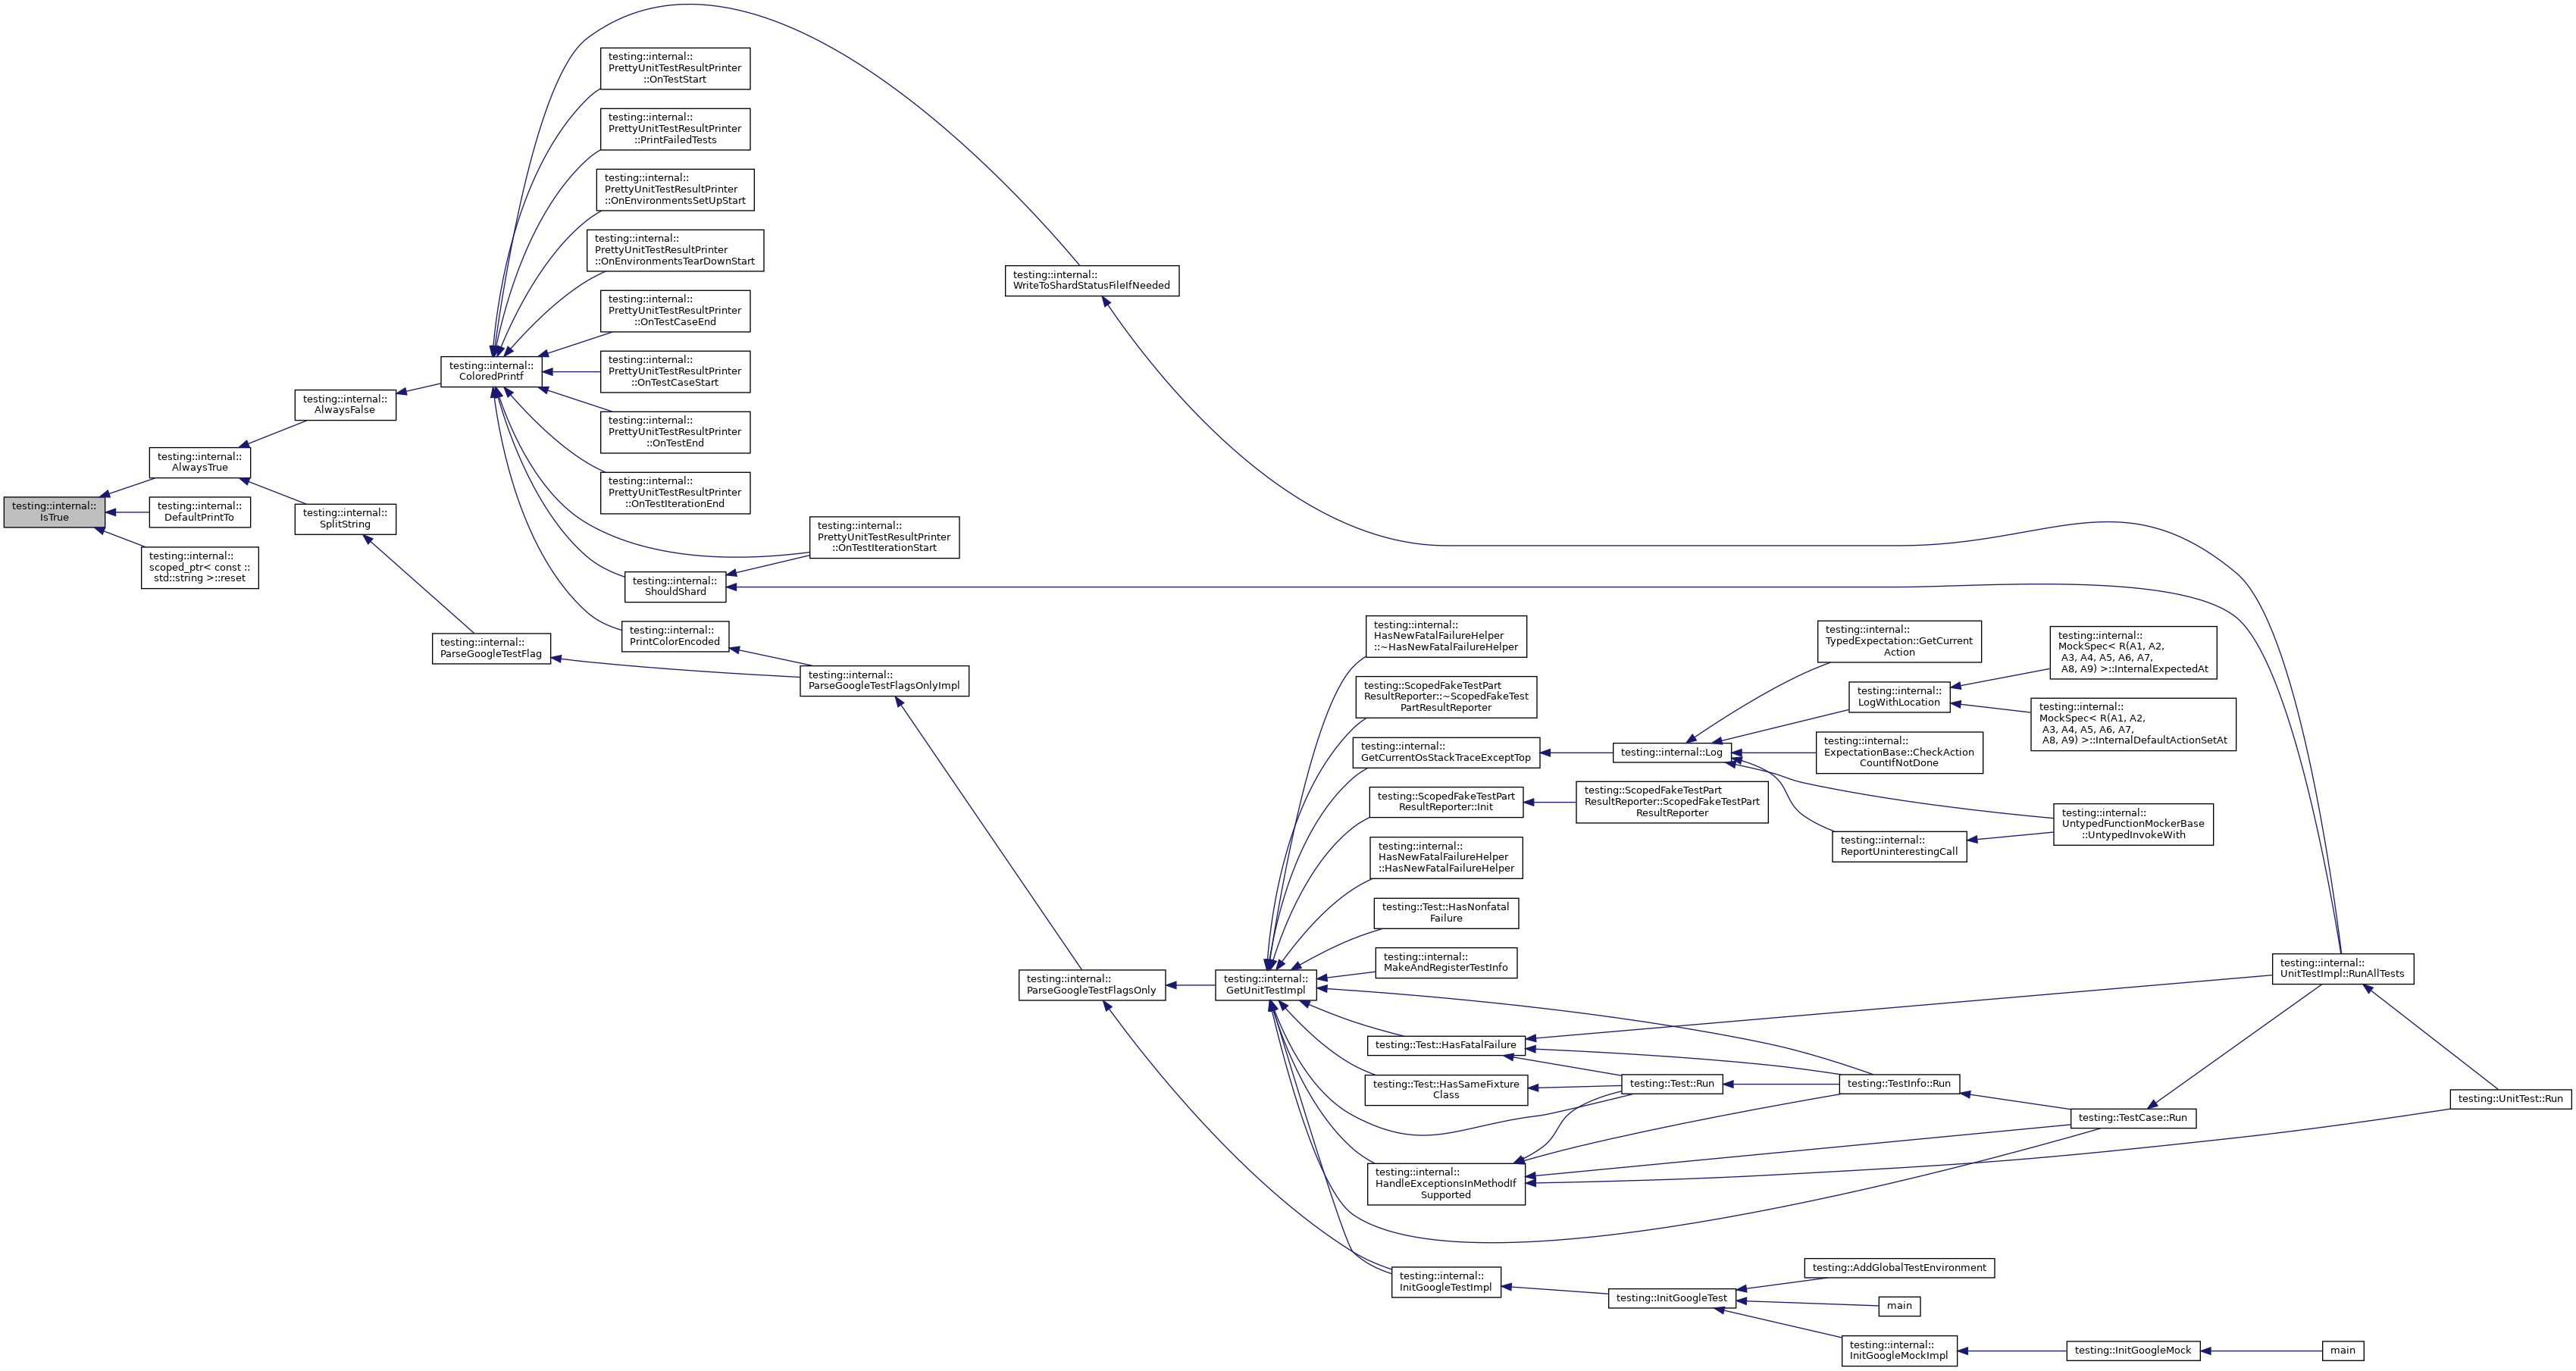 testing::internal::
IsTrue
testing::internal::
AlwaysTrue
testing::internal::
DefaultPrintTo
testing::internal::
scoped_ptr< const ::
std::string >::reset
testing::internal::
AlwaysFalse
testing::internal::
SplitString
testing::internal::
ColoredPrintf
testing::internal::
ParseGoogleTestFlag
testing::internal::
PrettyUnitTestResultPrinter
::OnTestStart
testing::internal::
PrettyUnitTestResultPrinter
::PrintFailedTests
testing::internal::
PrettyUnitTestResultPrinter
::OnEnvironmentsSetUpStart
testing::internal::
PrettyUnitTestResultPrinter
::OnEnvironmentsTearDownStart
testing::internal::
PrettyUnitTestResultPrinter
::OnTestCaseEnd
testing::internal::
PrettyUnitTestResultPrinter
::OnTestCaseStart
testing::internal::
PrettyUnitTestResultPrinter
::OnTestEnd
testing::internal::
PrettyUnitTestResultPrinter
::OnTestIterationEnd
testing::internal::
PrettyUnitTestResultPrinter
::OnTestIterationStart
testing::internal::
ShouldShard
testing::internal::
PrintColorEncoded
testing::internal::
ParseGoogleTestFlagsOnlyImpl
testing::internal::
WriteToShardStatusFileIfNeeded
testing::internal::
ParseGoogleTestFlagsOnly
testing::internal::
GetUnitTestImpl
testing::internal::
HasNewFatalFailureHelper
::~HasNewFatalFailureHelper
testing::ScopedFakeTestPart
ResultReporter::~ScopedFakeTest
PartResultReporter
testing::internal::
GetCurrentOsStackTraceExceptTop
testing::ScopedFakeTestPart
ResultReporter::Init
testing::internal::
HasNewFatalFailureHelper
::HasNewFatalFailureHelper
testing::Test::HasNonfatal
Failure
testing::internal::
MakeAndRegisterTestInfo
testing::Test::HasFatalFailure
testing::Test::HasSameFixture
Class
testing::internal::
HandleExceptionsInMethodIf
Supported
testing::internal::
InitGoogleTestImpl
testing::internal::Log
testing::ScopedFakeTestPart
ResultReporter::ScopedFakeTestPart
ResultReporter
testing::Test::Run
testing::InitGoogleTest
testing::internal::
TypedExpectation::GetCurrent
Action
testing::internal::
LogWithLocation
testing::internal::
ExpectationBase::CheckAction
CountIfNotDone
testing::internal::
ReportUninterestingCall
testing::TestInfo::Run
testing::AddGlobalTestEnvironment
main
testing::internal::
InitGoogleMockImpl
testing::internal::
MockSpec< R(A1, A2,
A3, A4, A5, A6, A7,
A8, A9) >::InternalExpectedAt
testing::internal::
MockSpec< R(A1, A2,
A3, A4, A5, A6, A7,
A8, A9) >::InternalDefaultActionSetAt
testing::internal::
UntypedFunctionMockerBase
::UntypedInvokeWith
testing::TestCase::Run
testing::InitGoogleMock
testing::internal::
UnitTestImpl::RunAllTests
main
testing::UnitTest::Run